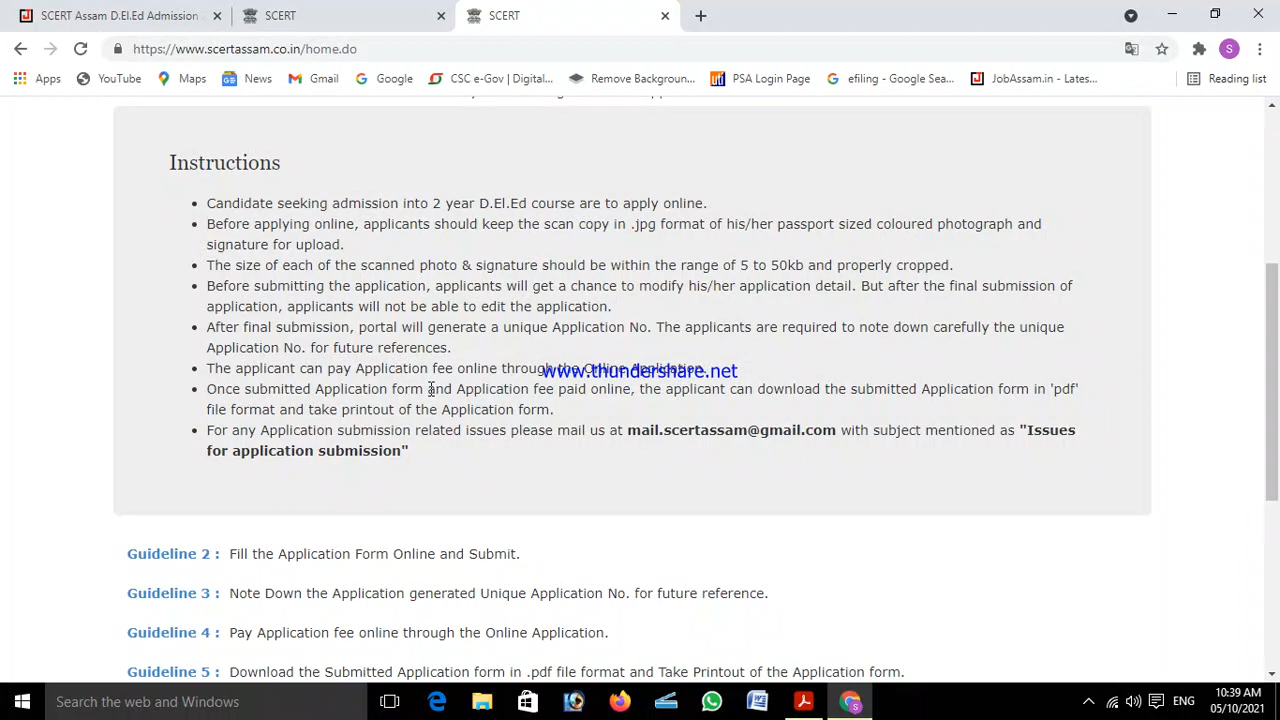 SCERT Assam D.El.Ed Admission
SCERT
SCERT
https://www.scertassam.co.in/home.do
Apps
YouTube
Maps
News
Gmail
Google
CSC e-Gov | Digital...
Remove Backgroun...
PSA Login Page
efiling - Google Sea...
JobAssam.in - Lates...
Reading list
Instructions
Candidate seeking admission into 2 year D.El.Ed course are to apply online.
Before applying online, applicants should keep the scan copy in .jpg format of his/her passport sized coloured photograph and
signature for upload.
The size of each of the scanned photo & signature should be within the range of 5 to 50kb and properly cropped.
Before submitting the application, applicants will get a chance to modify his/her application detail. But after the final submission of
application, applicants will not be able to edit the application.
After final submission, portal will generate a unique Application No. The applicants are required to note down carefully the unique
Application No. for future references.
The applicant can pay Application fee online through the Online Application.
www.thundershare.net
Once submitted Application form and Application fee paid online, the applicant can download the submitted Application form in 'pdf'
file format and take printout of the Application form.
For any Application submission related issues please mail us at mail.scertassam@gmail.com with subject mentioned as "Issues
for application submission"
Guideline 2 : Fill the Application Form Online and Submit.
Guideline 3 : Note Down the Application generated Unique Application No. for future reference.
Guideline 4 : Pay Application fee online through the Online Application.
Guideline 5 : Download the Submitted Application form in .pdf file format and Take Printout of the Application form.
Search the web and Windows
ENG
10:39 AM
05/10/2021